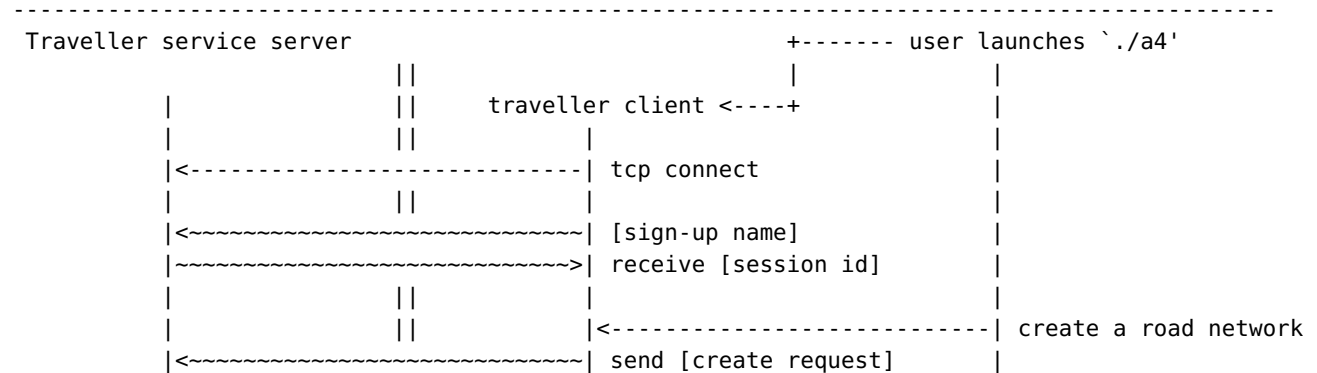 Traveller service server +------- user launches `./a4'
traveller client <----+
tcp connect
[sign-up name]
receive [session id]
create a road network
send [create request]